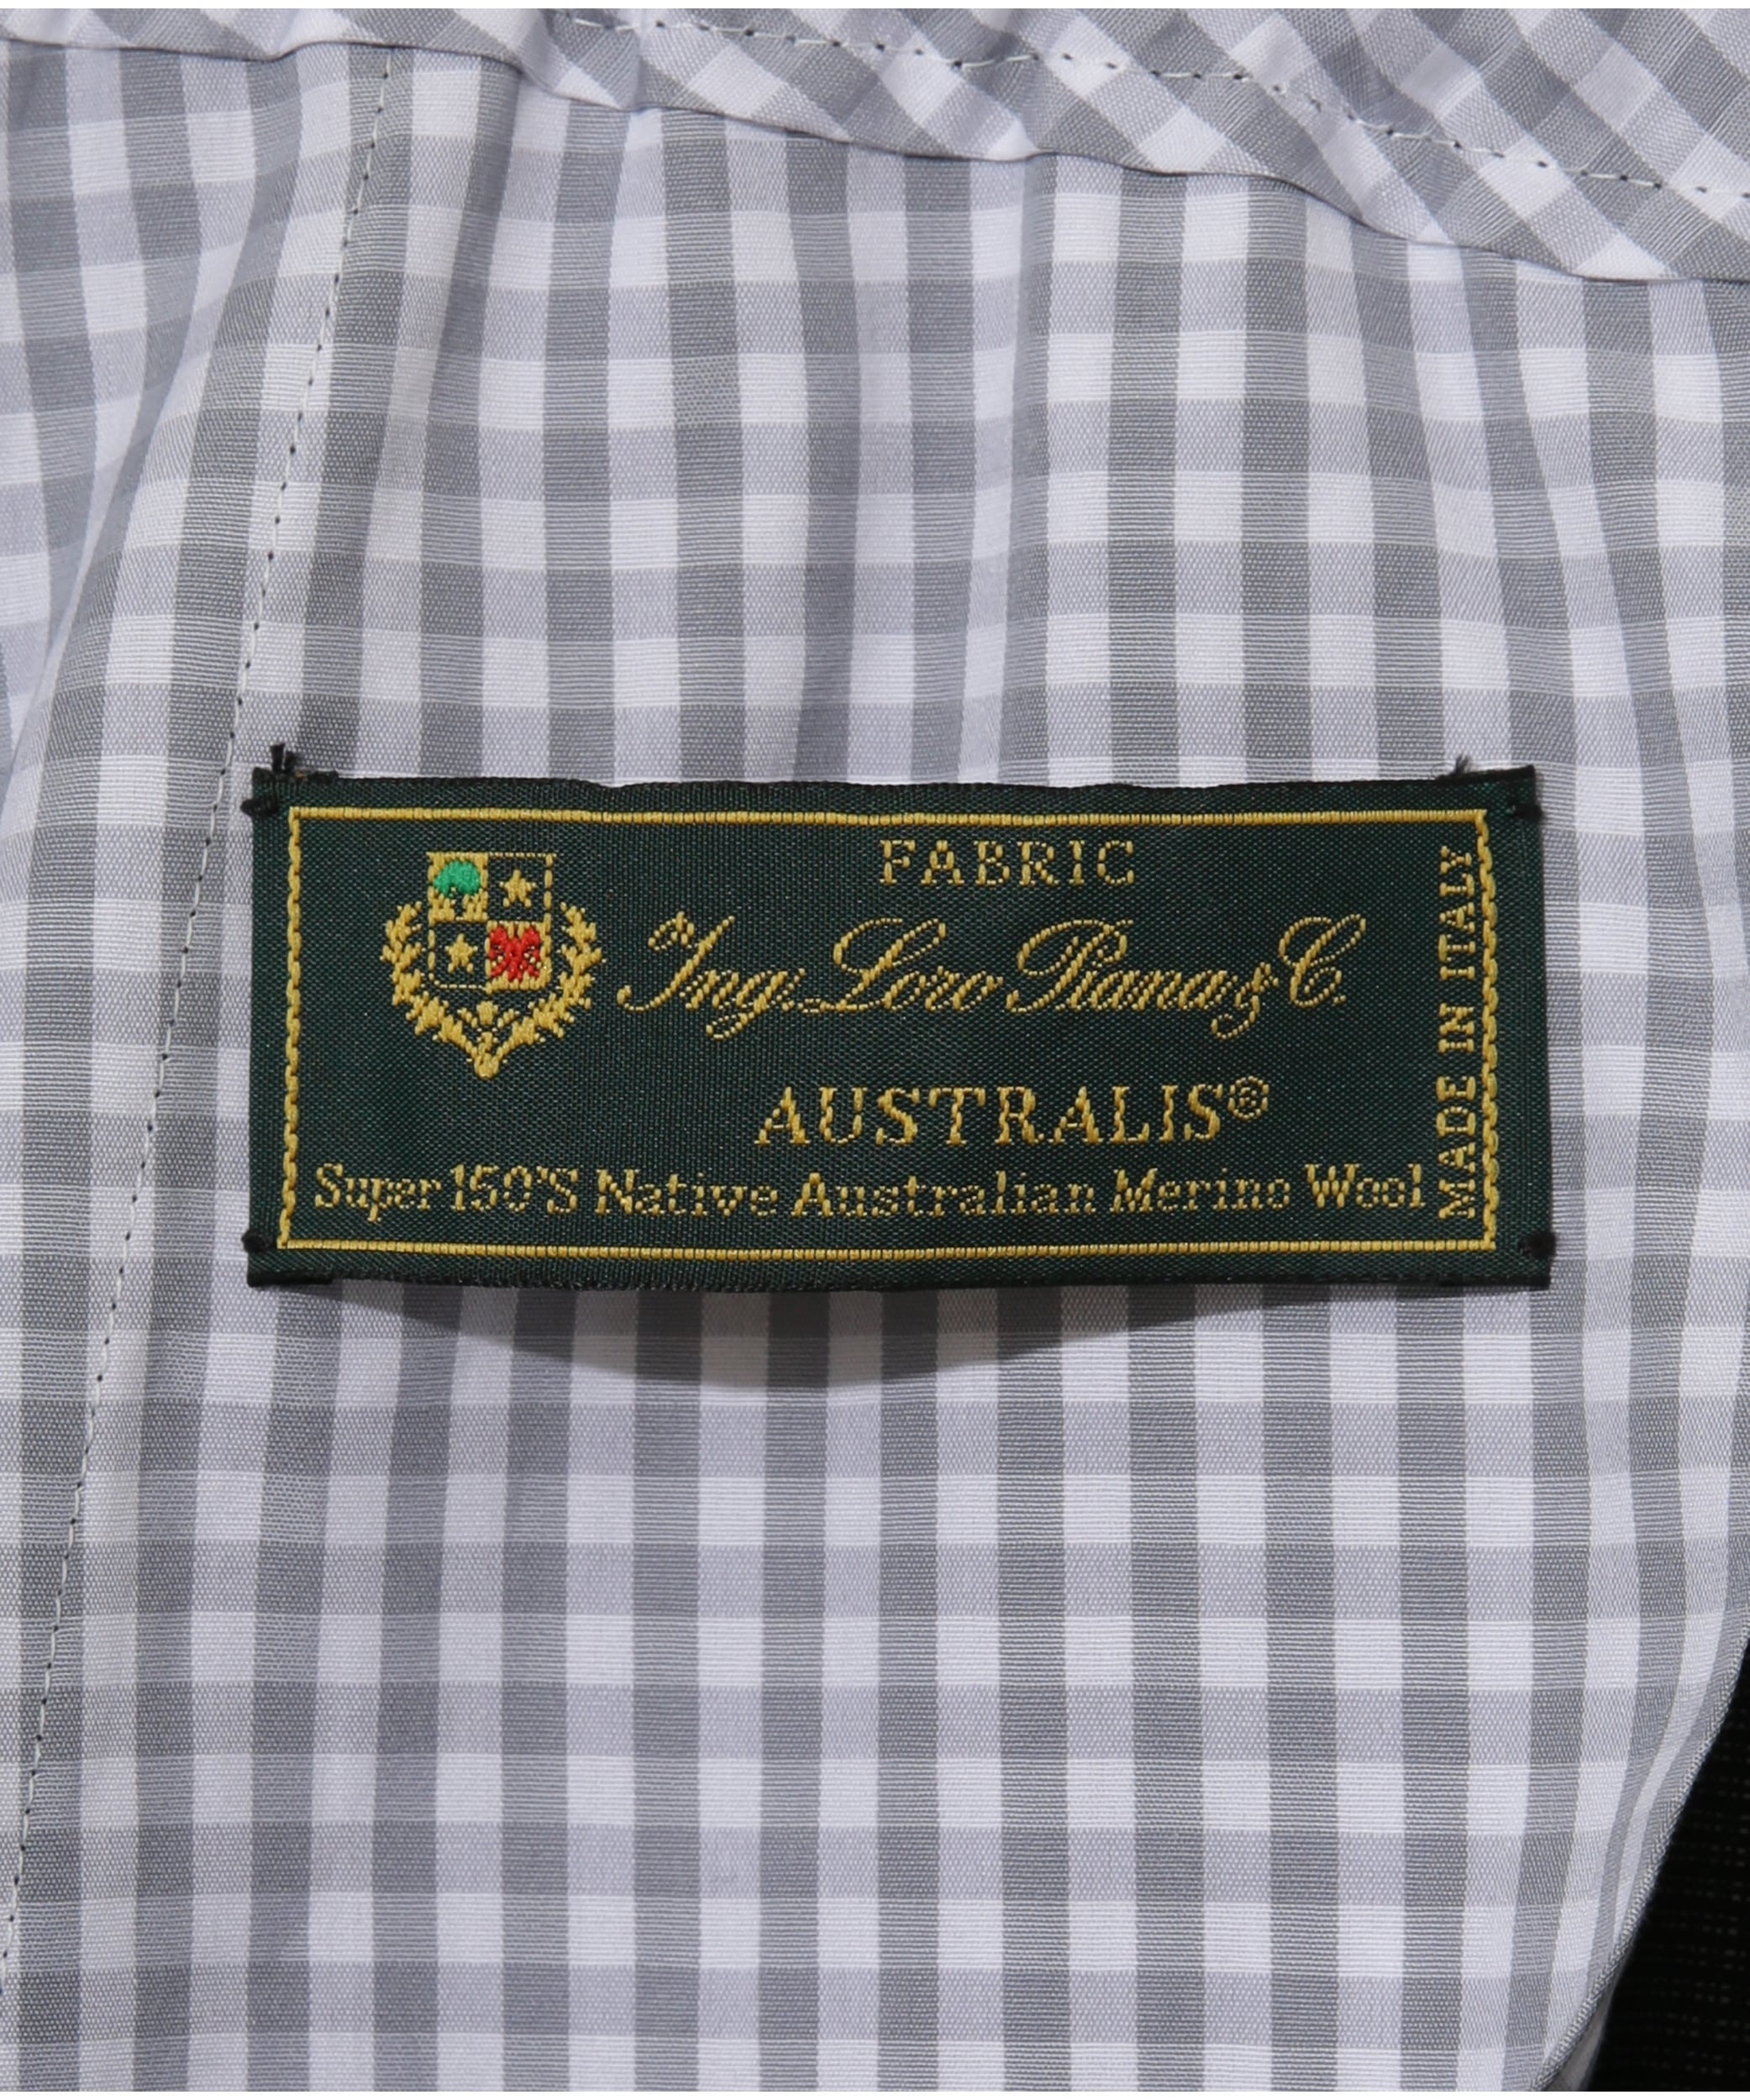 FABRIC
Ing. Loro Piana & C.
AUSTRALIS®
Super 150'S Native Australian Merino Wool
MADE IN ITALY